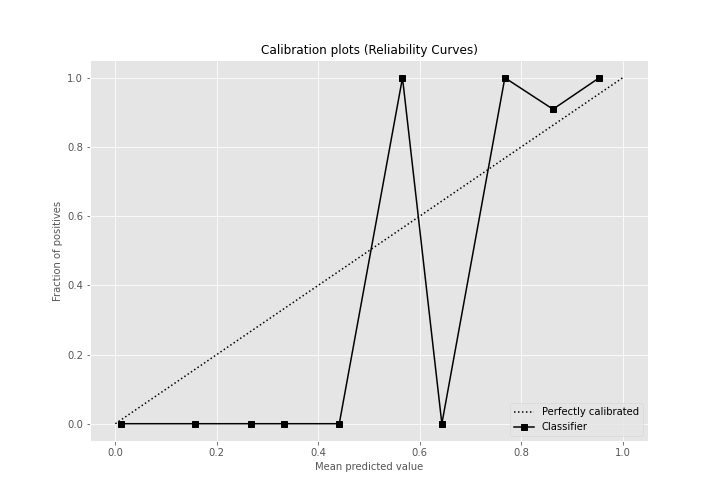 Calibration plots (Reliability Curves)
1.0
0.8
0.6
0.4
0.2
0.0
Fraction of positives
0.0 0.2 0.4 0.6 0.8 1.0
Mean predicted value
Perfectly calibrated
Classifier